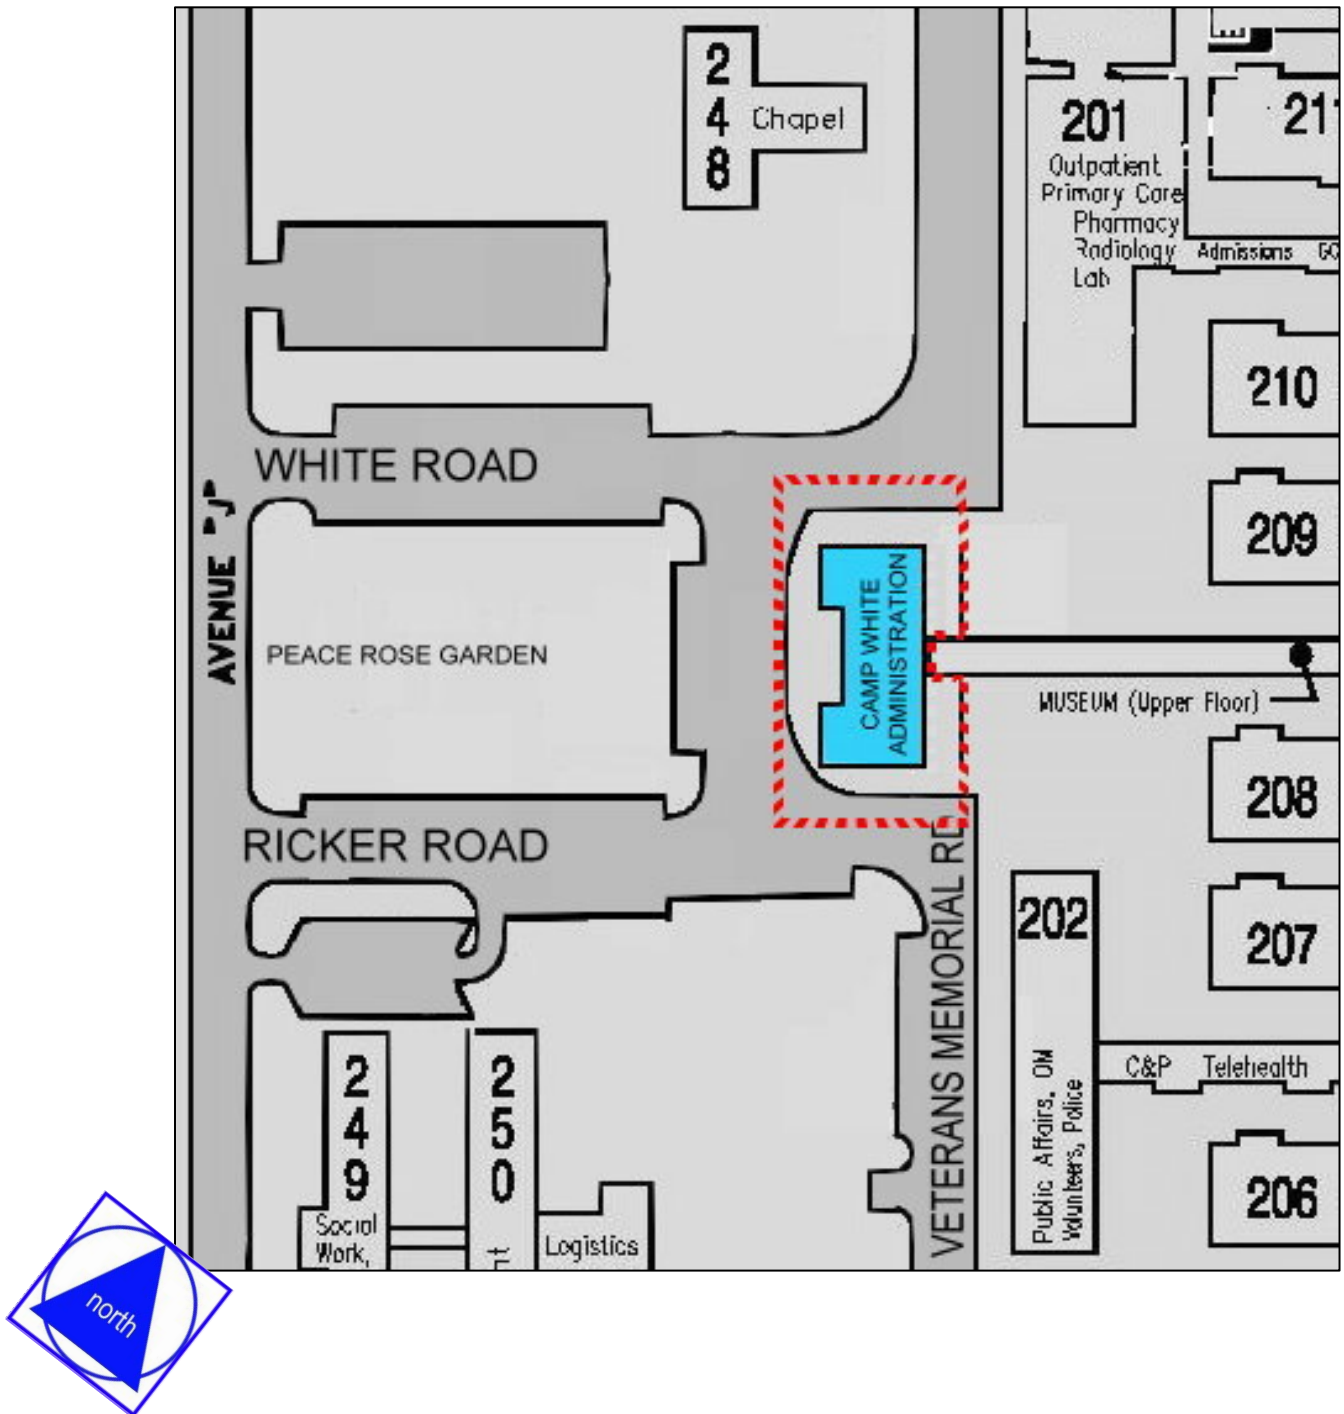 2
4
8
Chapel
201
Outpatient
Primary Care
Pharmacy
Radiology
Lab
211
Admissions
210
209
WHITE ROAD
AVENUE "J"
PEACE ROSE GARDEN
CAMP WHITE
ADMINISTRATION
MUSEUM (Upper Floor)
208
RICKER ROAD
VETERANS MEMORIAL RD
202
Public Affairs, OM
Volunteers, Police
207
C&P Telehealth
206
2
4
9
Social
Work,
2
5
0
Logistics
north